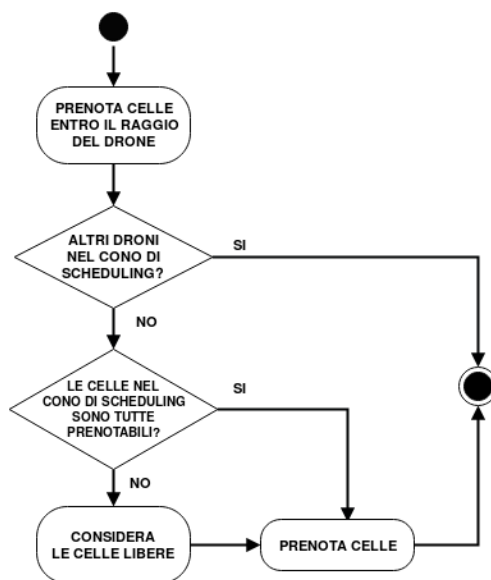 PRENOTA CELLE
ENTRO IL RAGGIO
DEL DRONE
ALTRI DRONI
NEL CONO DI
SCHEDULING?
SI
NO
LE CELLE NEL
CONO DI SCHEDULING
SONO TUTTE
PRENOTABILI?
SI
NO
CONSIDERA
LE CELLE LIBERE
PRENOTA CELLE